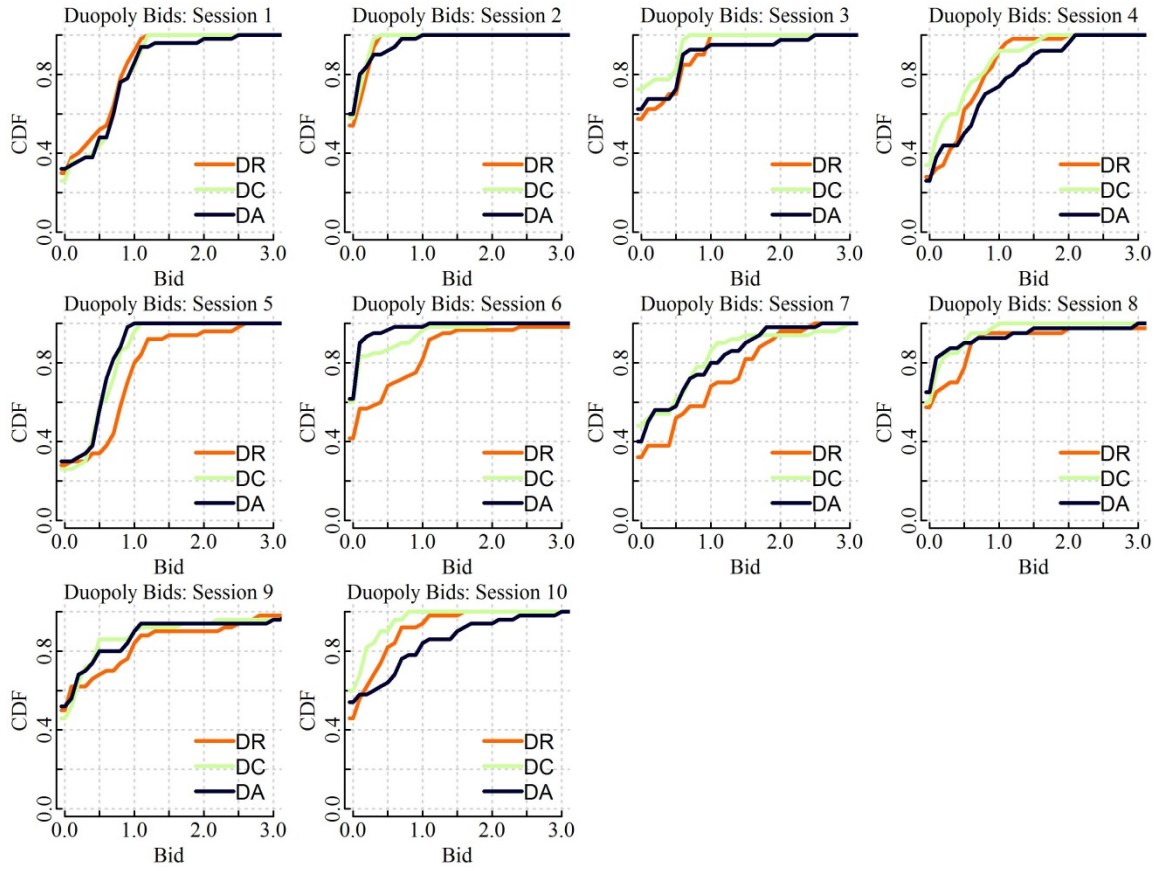 Duopoly Bids: Session 1
CDF
0.0 0.4 0.8
DR
DC
DA
0.0 1.0 2.0 3.0
Bid
Duopoly Bids: Session 2
CDF
0.0 0.4 0.8
DR
DC
DA
0.0 1.0 2.0 3.0
Bid
Duopoly Bids: Session 3
CDF
0.0 0.4 0.8
DR
DC
DA
0.0 1.0 2.0 3.0
Bid
Duopoly Bids: Session 4
CDF
0.0 0.4 0.8
DR
DC
DA
0.0 1.0 2.0 3.0
Bid
Duopoly Bids: Session 5
CDF
0.0 0.4 0.8
DR
DC
DA
0.0 1.0 2.0 3.0
Bid
Duopoly Bids: Session 6
CDF
0.0 0.4 0.8
DR
DC
DA
0.0 1.0 2.0 3.0
Bid
Duopoly Bids: Session 7
CDF
0.0 0.4 0.8
DR
DC
DA
0.0 1.0 2.0 3.0
Bid
Duopoly Bids: Session 8
CDF
0.0 0.4 0.8
DR
DC
DA
0.0 1.0 2.0 3.0
Bid
Duopoly Bids: Session 9
CDF
0.0 0.4 0.8
DR
DC
DA
0.0 1.0 2.0 3.0
Bid
Duopoly Bids: Session 10
CDF
0.0 0.4 0.8
DR
DC
DA
0.0 1.0 2.0 3.0
Bid